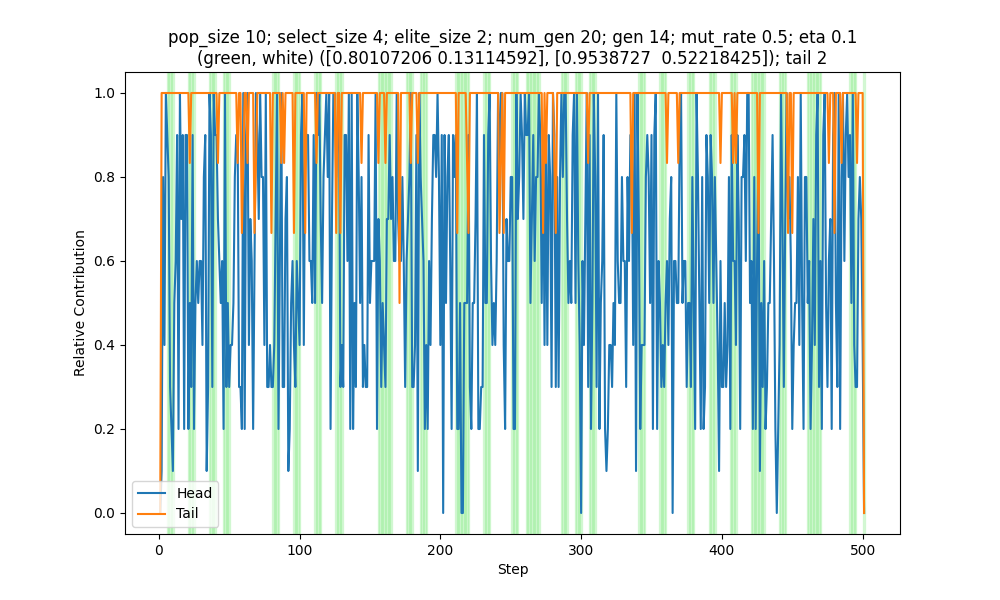 pop_size 10; select_size 4; elite_size 2; num_gen 20; gen 14; mut_rate 0.5; eta 0.1
(green, white) ([0.80107206 0.13114592], [0.9538727  0.52218425]); tail 2
Relative Contribution
1.0
0.8
0.6
0.4
0.2
0.0
Head
Tail
0 100 200 300 400 500
Step